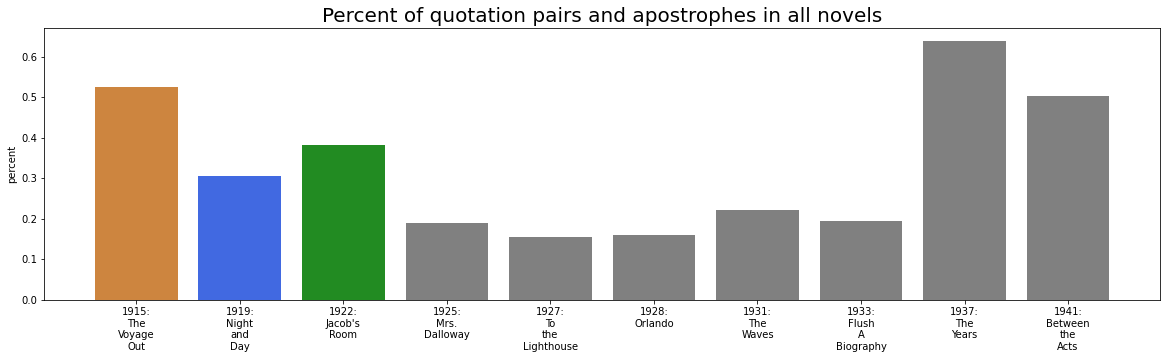 Percent of quotation pairs and apostrophes in all novels
percent
0.6
0.5
0.4
0.3
0.2
0.1
0.0
1915:
The
Voyage
Out
1919:
Night
and
Day
1922:
Jacob's
Room
1925:
Mrs.
Dalloway
1927:
To
the
Lighthouse
1928:
Orlando
1931:
The
Waves
1933:
Flush
A
Biography
1937:
The
Years
1941:
Between
the
Acts